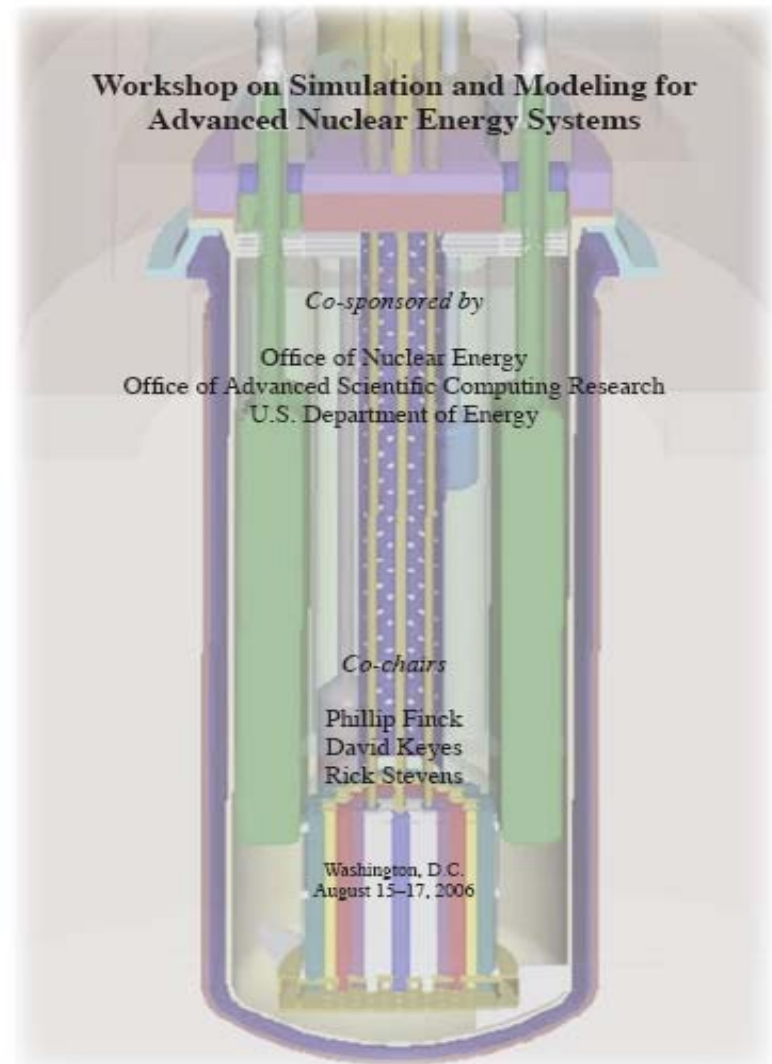 Workshop on Simulation and Modeling for
Advanced Nuclear Energy Systems
Co-sponsored by
Office of Nuclear Energy
Office of Advanced Scientific Computing Research
U.S. Department of Energy
Co-chairs
Phillip Finck
David Keyes
Rick Stevens
Washington, D.C.
August 15–17, 2006